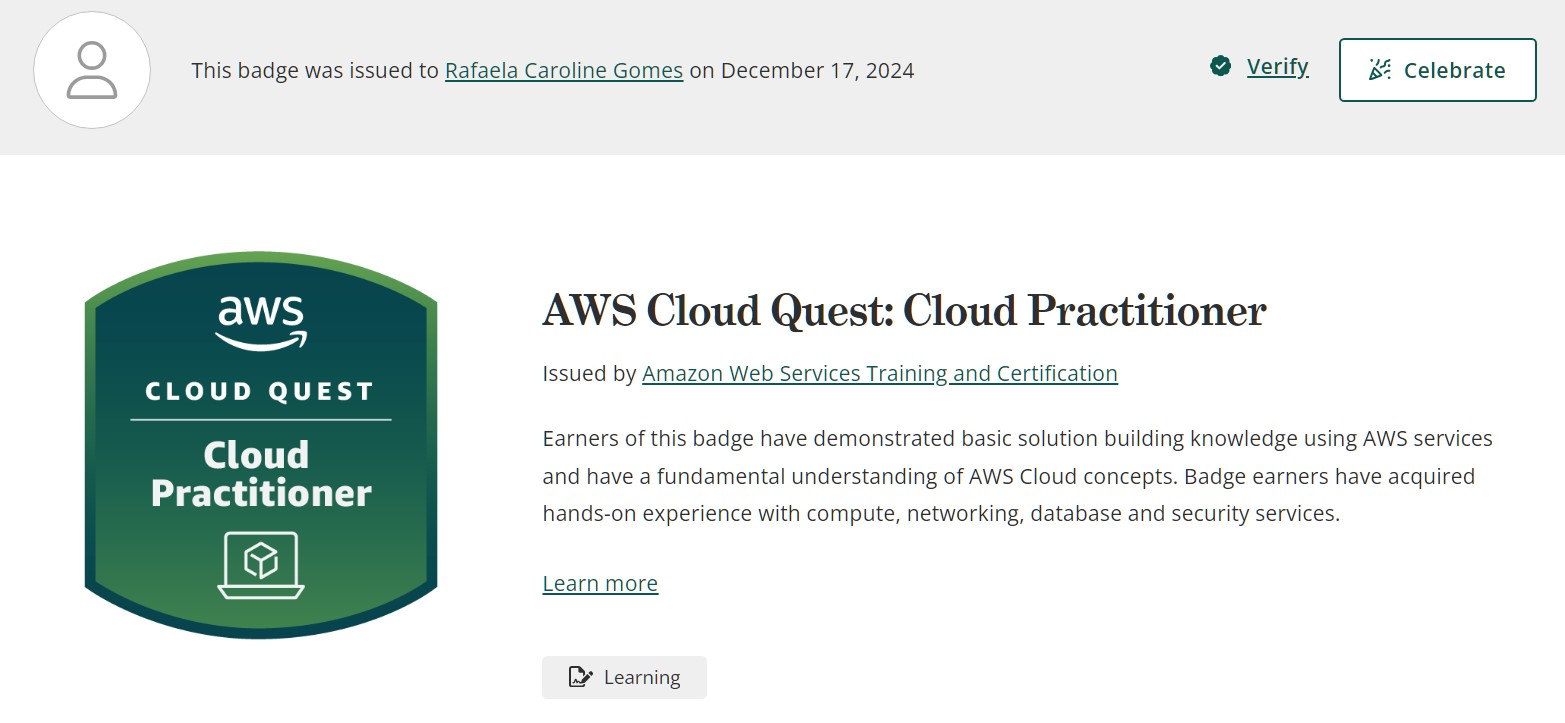 This badge was issued to Rafaela Caroline Gomes on December 17, 2024
Verify
Celebrate
aws
CLOUD QUEST
Cloud
Practitioner
AWS Cloud Quest: Cloud Practitioner
Issued by Amazon Web Services Training and Certification
Earners of this badge have demonstrated basic solution building knowledge using AWS services
and have a fundamental understanding of AWS Cloud concepts. Badge earners have acquired
hands-on experience with compute, networking, database and security services.
Learn more
Learning